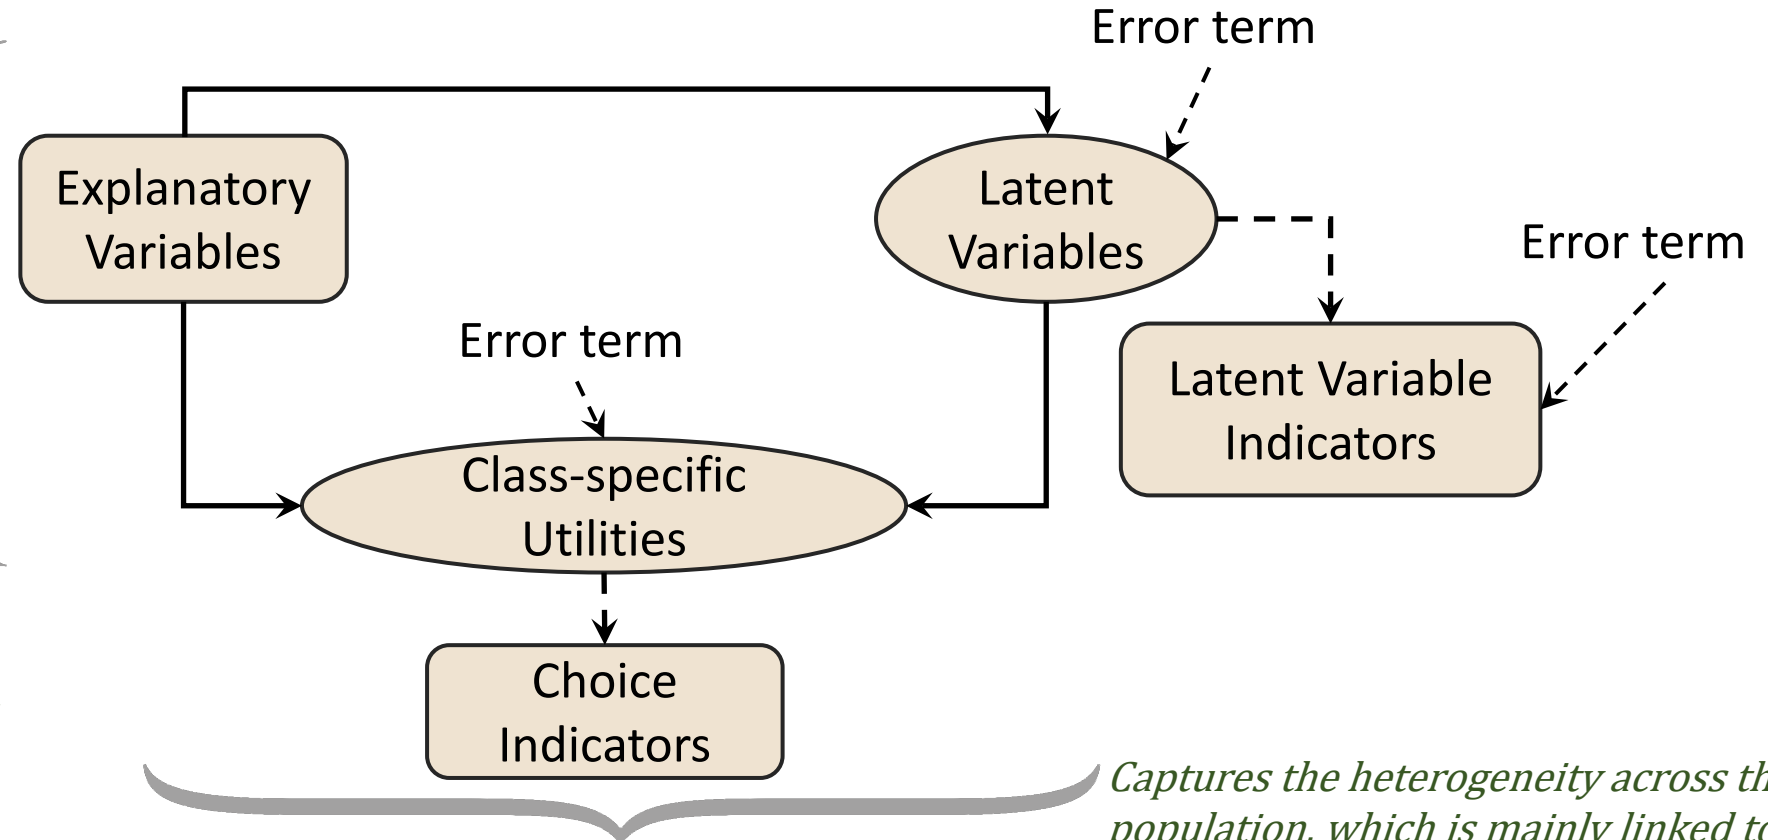 Error term
Explanatory
Variables
Latent
Variables
Error term
Error term
Latent Variable
Indicators
Class-specific
Utilities
Choice
Indicators
Captures the heterogeneity across
population, which is mainly linked to